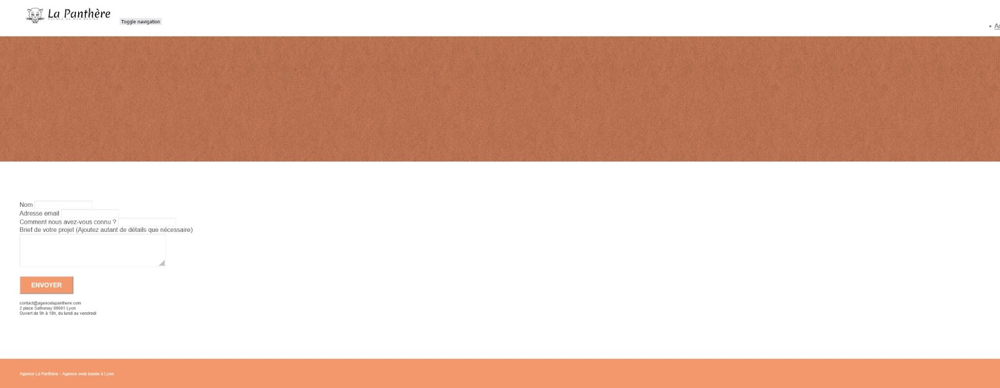 La Panthère
AGENCE DE WEB DESIGN
Toggle navigation
Nom
Adresse email
Comment nous avez-vous connu ?
Brief de votre projet (Ajoutez autant de détails que nécessaire)
ENVOYER
contact@agencelapanthere.com
2 place Sathonay 69001 Lyon
Ouvert de 9h à 18h, du lundi au vendredi
Agence La Panthère - Agence web basée à Lyon